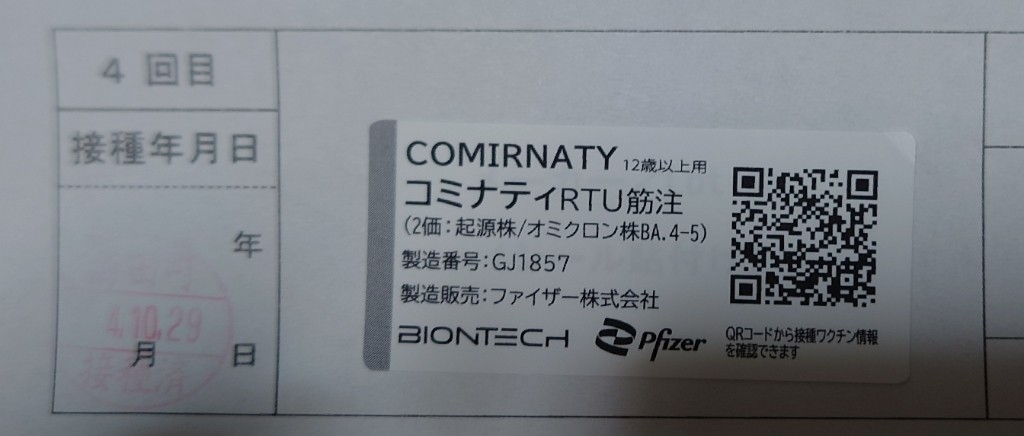 4 回目
接種年月日
年
4.10.29
月 日
接種済
COMIRNATY 12歳以上用
コミナティRTU筋注
(2価:起源株/オミクロン株BA.4-5)
製造番号:GJ1857
製造販売:ファイザー株式会社
BIONTECH Pfizer
QRコードから接種ワクチン情報
を確認できます